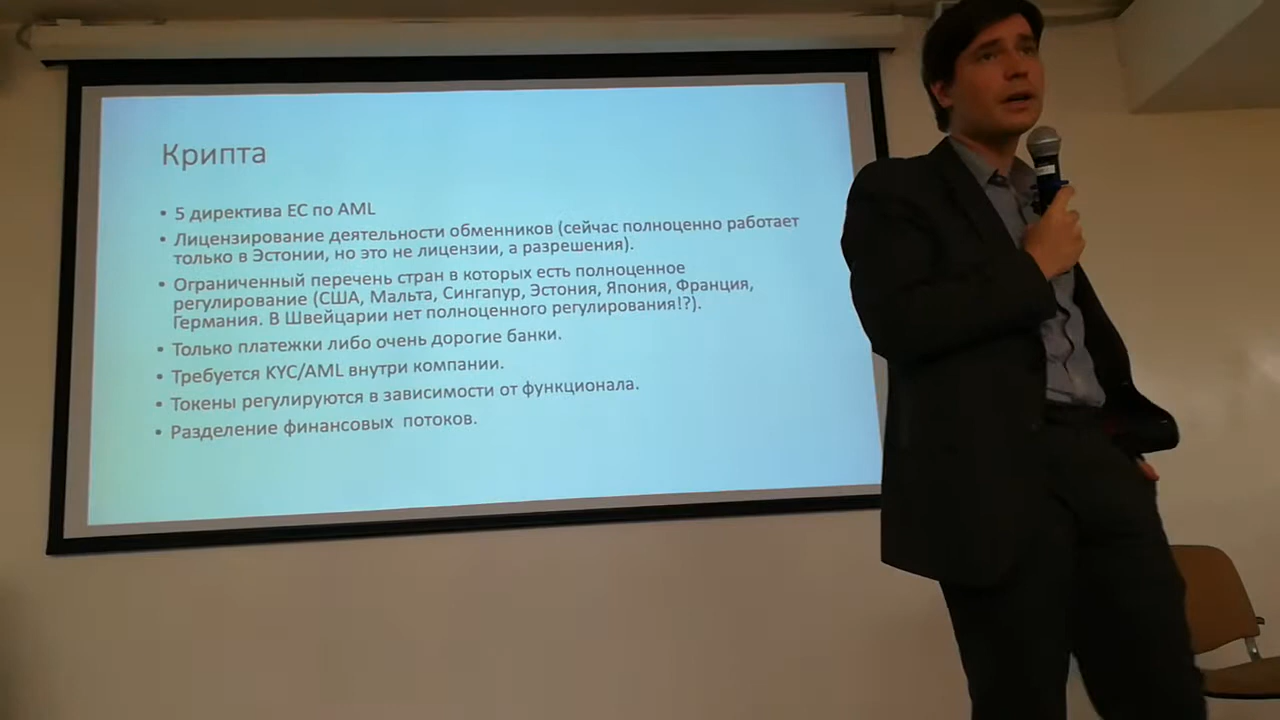 Крипта
• 5 директива ЕС по AML
• Лицензирование деятельности обменников (сейчас полноценно работает
только в Эстонии, но это не лицензии, а разрешения).
• Ограниченный перечень стран в которых есть полноценное
регулирование (США, Мальта, Сингапур, Эстония, Япония, Франция,
Германия. В Швейцарии нет полноценного регулирования!?).
• Только платежки либо очень дорогие банки.
• Требуется KYC/AML внутри компании.
• Токены регулируются в зависимости от функционала.
• Разделение финансовых потоков.